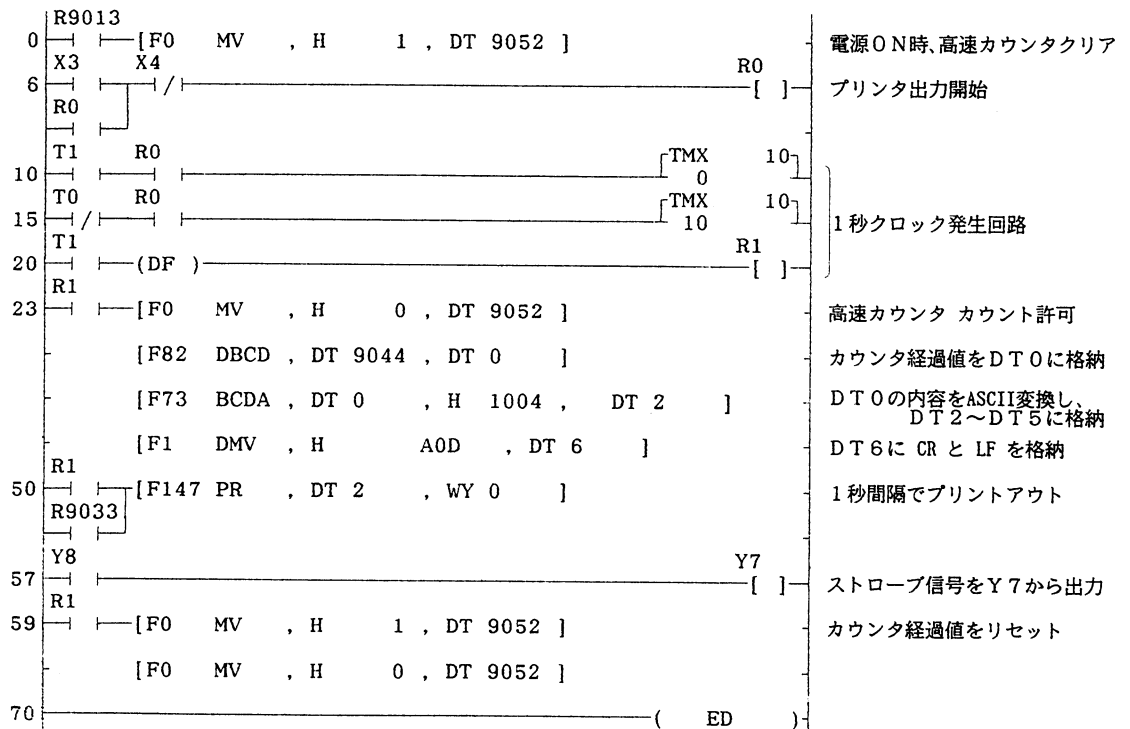 R9013
0 [F0 MV , H 1 , DT 9052 ] 電源ON時､高速カウンタクリア
X3 X4 R0
6 [ ] プリンタ出力開始
R0
T1 R0 TMX 10
10 0
T0 R0 TMX 10
15 10 1秒クロック発生回路
T1 R1
20 (DF ) [ ]
R1
23 [F0 MV , H 0 , DT 9052 ] 高速カウンタ カウント許可
[F82 DBCD , DT 9044 , DT 0 ] カウンタ経過値をDT0に格納
[F73 BCDA , DT 0 , H 1004 , DT 2 ] DT0の内容をASCII変換し、
DT2～DT5に格納
[F1 DMV , H A0D , DT 6 ] DT6に CR と LF を格納
R1
50 [F147 PR , DT 2 , WY 0 ] 1秒間隔でプリントアウト
R9033
Y8 Y7
57 [ ] ストローブ信号をY7から出力
R1
59 [F0 MV , H 1 , DT 9052 ] カウンタ経過値をリセット
[F0 MV , H 0 , DT 9052 ]
70 ( ED )